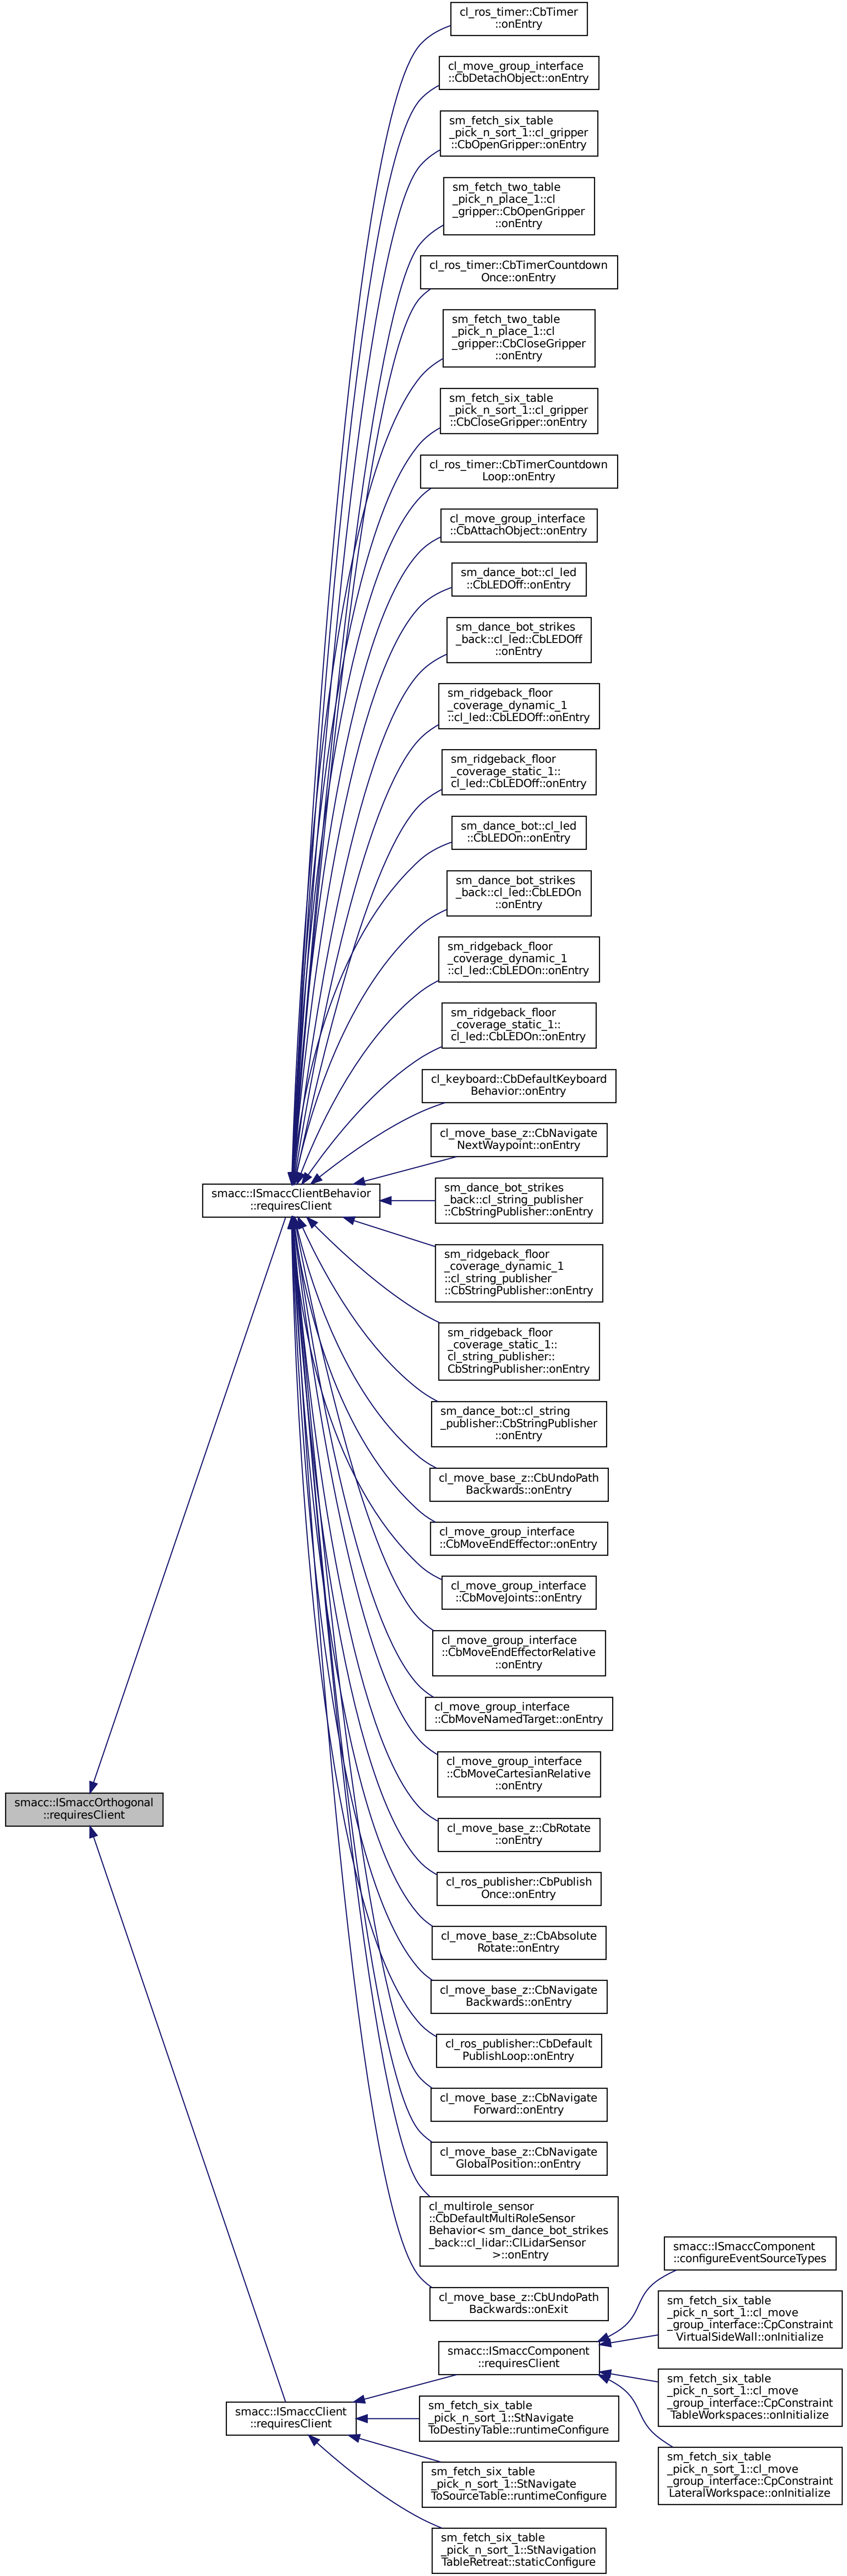 cl_ros_timer::CbTimer
::onEntry
cl_move_group_interface
::CbDetachObject::onEntry
sm_fetch_six_table
_pick_n_sort_1::cl_gripper
::CbOpenGripper::onEntry
sm_fetch_two_table
_pick_n_place_1::cl
_gripper::CbOpenGripper
::onEntry
cl_ros_timer::CbTimerCountdown
Once::onEntry
sm_fetch_two_table
_pick_n_place_1::cl
_gripper::CbCloseGripper
::onEntry
sm_fetch_six_table
_pick_n_sort_1::cl_gripper
::CbCloseGripper::onEntry
cl_ros_timer::CbTimerCountdown
Loop::onEntry
cl_move_group_interface
::CbAttachObject::onEntry
sm_dance_bot::cl_led
::CbLEDOff::onEntry
sm_dance_bot_strikes
_back::cl_led::CbLEDOff
::onEntry
sm_ridgeback_floor
_coverage_dynamic_1
::cl_led::CbLEDOff::onEntry
sm_ridgeback_floor
_coverage_static_1::
cl_led::CbLEDOff::onEntry
sm_dance_bot::cl_led
::CbLEDOn::onEntry
sm_dance_bot_strikes
_back::cl_led::CbLEDOn
::onEntry
sm_ridgeback_floor
_coverage_dynamic_1
::cl_led::CbLEDOn::onEntry
sm_ridgeback_floor
_coverage_static_1::
cl_led::CbLEDOn::onEntry
cl_keyboard::CbDefaultKeyboard
Behavior::onEntry
cl_move_base_z::CbNavigate
NextWaypoint::onEntry
smacc::ISmaccClientBehavior
::requiresClient
sm_dance_bot_strikes
_back::cl_string_publisher
::CbStringPublisher::onEntry
sm_ridgeback_floor
_coverage_dynamic_1
::cl_string_publisher
::CbStringPublisher::onEntry
sm_ridgeback_floor
_coverage_static_1::
cl_string_publisher::
CbStringPublisher::onEntry
sm_dance_bot::cl_string
_publisher::CbStringPublisher
::onEntry
cl_move_base_z::CbUndoPath
Backwards::onEntry
cl_move_group_interface
::CbMoveEndEffector::onEntry
cl_move_group_interface
::CbMoveJoints::onEntry
cl_move_group_interface
::CbMoveEndEffectorRelative
::onEntry
cl_move_group_interface
::CbMoveNamedTarget::onEntry
cl_move_group_interface
::CbMoveCartesianRelative
::onEntry
smacc::ISmaccOrthogonal
::requiresClient
cl_move_base_z::CbRotate
::onEntry
cl_ros_publisher::CbPublish
Once::onEntry
cl_move_base_z::CbAbsolute
Rotate::onEntry
cl_move_base_z::CbNavigate
Backwards::onEntry
cl_ros_publisher::CbDefault
PublishLoop::onEntry
cl_move_base_z::CbNavigate
Forward::onEntry
cl_move_base_z::CbNavigate
GlobalPosition::onEntry
cl_multirole_sensor
::CbDefaultMultiRoleSensor
Behavior< sm_dance_bot_strikes
_back::cl_lidar::ClLidarSensor
>::onEntry
cl_move_base_z::CbUndoPath
Backwards::onExit
smacc::ISmaccComponent
::configureEventSourceTypes
sm_fetch_six_table
_pick_n_sort_1::cl_move
_group_interface::CpConstraint
VirtualSideWall::onInitialize
smacc::ISmaccComponent
::requiresClient
sm_fetch_six_table
_pick_n_sort_1::cl_move
_group_interface::CpConstraint
TableWorkspaces::onInitialize
smacc::ISmaccClient
::requiresClient
sm_fetch_six_table
_pick_n_sort_1::StNavigate
ToDestinyTable::runtimeConfigure
sm_fetch_six_table
_pick_n_sort_1::cl_move
_group_interface::CpConstraint
LateralWorkspace::onInitialize
sm_fetch_six_table
_pick_n_sort_1::StNavigate
ToSourceTable::runtimeConfigure
sm_fetch_six_table
_pick_n_sort_1::StNavigation
TableRetreat::staticConfigure